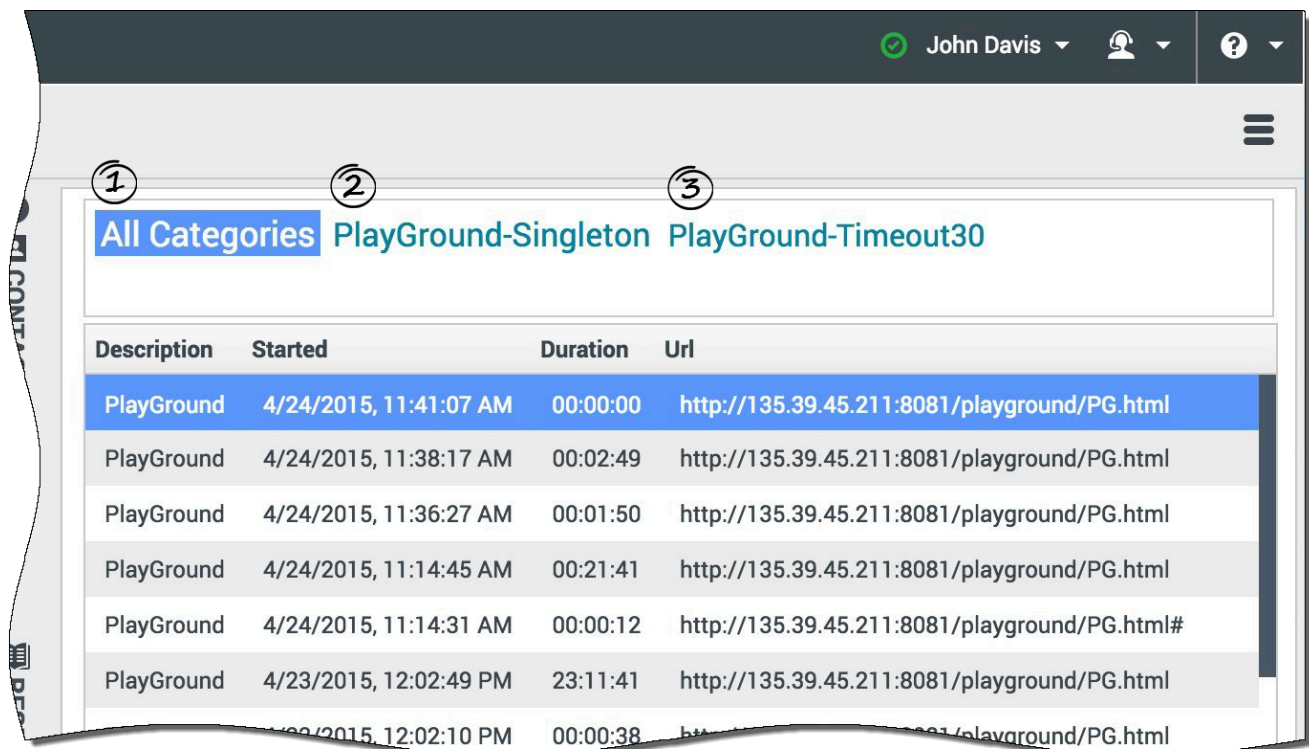 John Davis
1 2 3
All Categories PlayGround-Singleton PlayGround-Timeout30
Description Started Duration Url
PlayGround 4/24/2015, 11:41:07 AM 00:00:00 http://135.39.45.211:8081/playground/PG.html
PlayGround 4/24/2015, 11:38:17 AM 00:02:49 http://135.39.45.211:8081/playground/PG.html
PlayGround 4/24/2015, 11:36:27 AM 00:01:50 http://135.39.45.211:8081/playground/PG.html
PlayGround 4/24/2015, 11:14:45 AM 00:21:41 http://135.39.45.211:8081/playground/PG.html
PlayGround 4/24/2015, 11:14:31 AM 00:00:12 http://135.39.45.211:8081/playground/PG.html#
PlayGround 4/23/2015, 12:02:49 PM 23:11:41 http://135.39.45.211:8081/playground/PG.html
12:02:10 PM 00:00:38